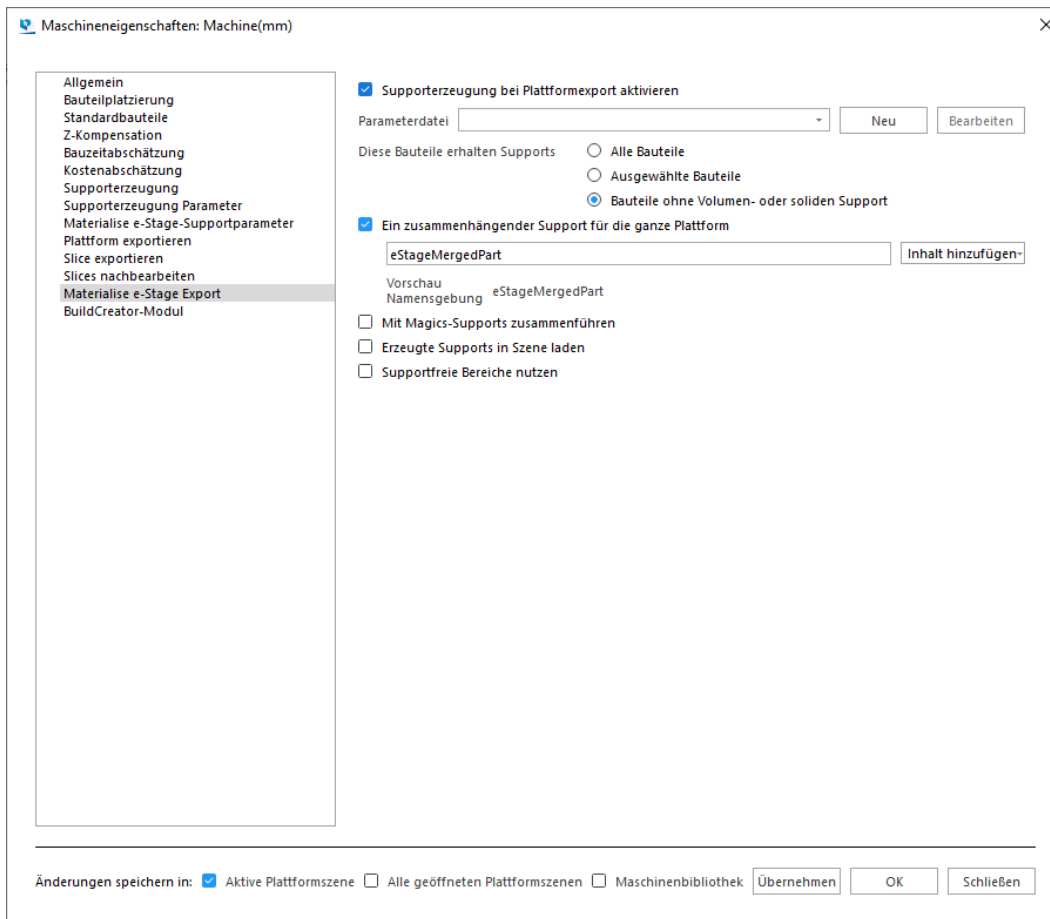 Maschineneigenschaften: Machine(mm)
Allgemein
Bauteilplatzierung
Standardbauteile
Z-Kompensation
Bauzeitabschätzung
Kostenabschätzung
Supporterzeugung
Supporterzeugung Parameter
Materialise e-Stage-Supportparameter
Plattform exportieren
Slice exportieren
Slices nachbearbeiten
Materialise e-Stage Export
BuildCreator-Modul
Supporterzeugung bei Plattformexport aktivieren
Parameterdatei Neu Bearbeiten
Diese Bauteile erhalten Supports Alle Bauteile
Ausgewählte Bauteile
Bauteile ohne Volumen- oder soliden Support
Ein zusammenhängender Support für die ganze Plattform
eStageMergedPart Inhalt hinzufügen
Vorschau
Namensgebung eStageMergedPart
Mit Magics-Supports zusammenführen
Erzeugte Supports in Szene laden
Supportfreie Bereiche nutzen
Änderungen speichern in: Aktive Plattformszene Alle geöffneten Plattformszenen Maschinenbibliothek Übernehmen OK Schließen